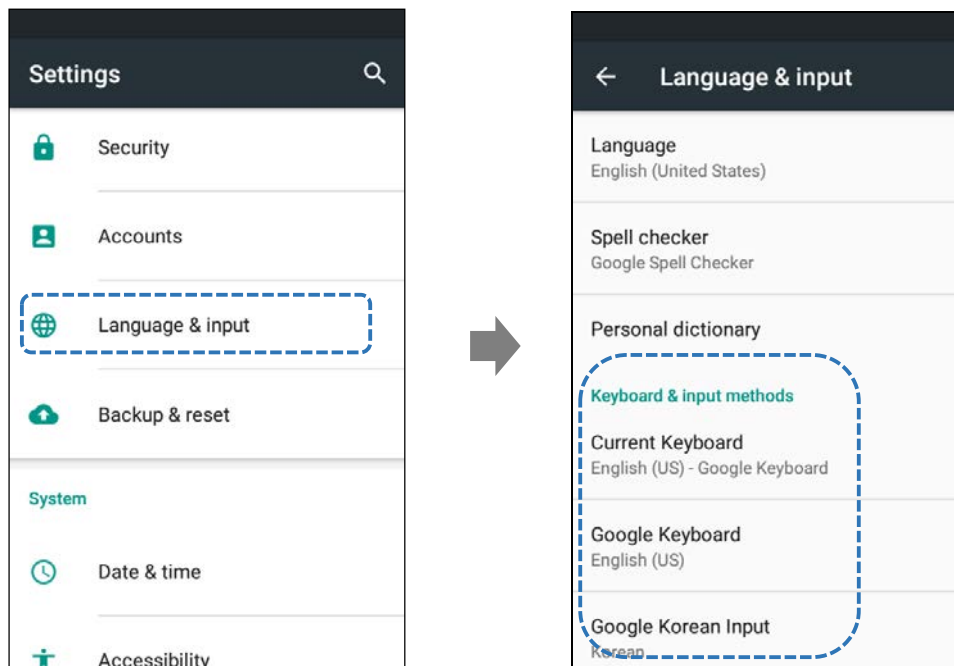 Settings
Security
Accounts
Language & input
Backup & reset
System
Date & time
Accessibility
Language & input
Language
English (United States)
Spell checker
Google Spell Checker
Personal dictionary
Keyboard & input methods
Current Keyboard
English (US) - Google Keyboard
Google Keyboard
English (US)
Google Korean Input
Korean